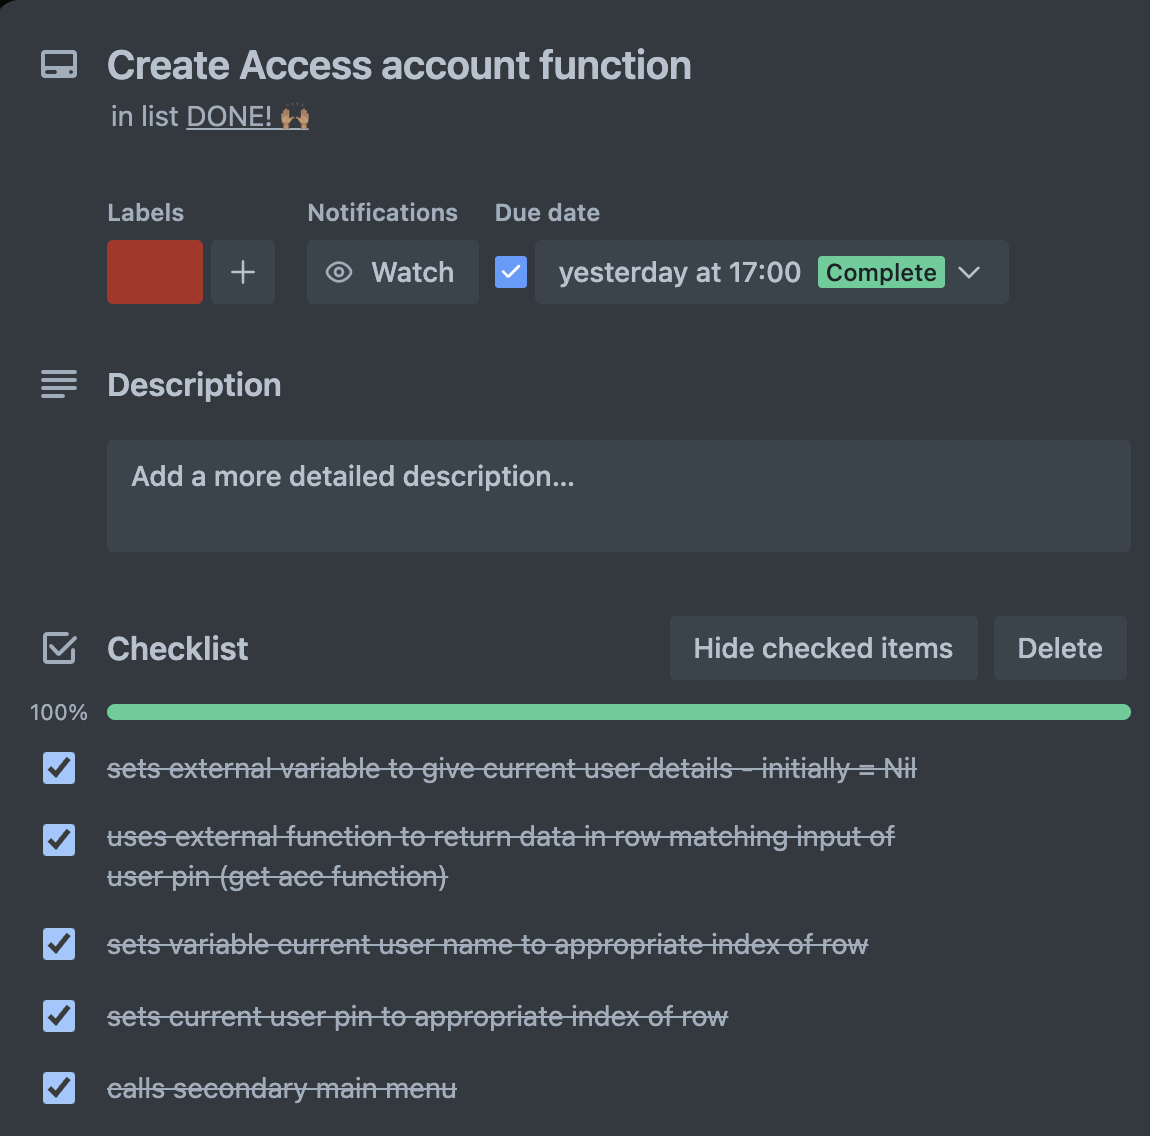 Create Access account function
in list DONE! 🙌🏽
Labels
Notifications
Due date
Watch
yesterday at 17:00
Complete
Description
Add a more detailed description...
Checklist
Hide checked items
Delete
100%
sets external variable to give current user details - initially = Nil
uses external function to return data in row matching input of
user pin (get acc function)
sets variable current user name to appropriate index of row
sets current user pin to appropriate index of row
calls secondary main menu